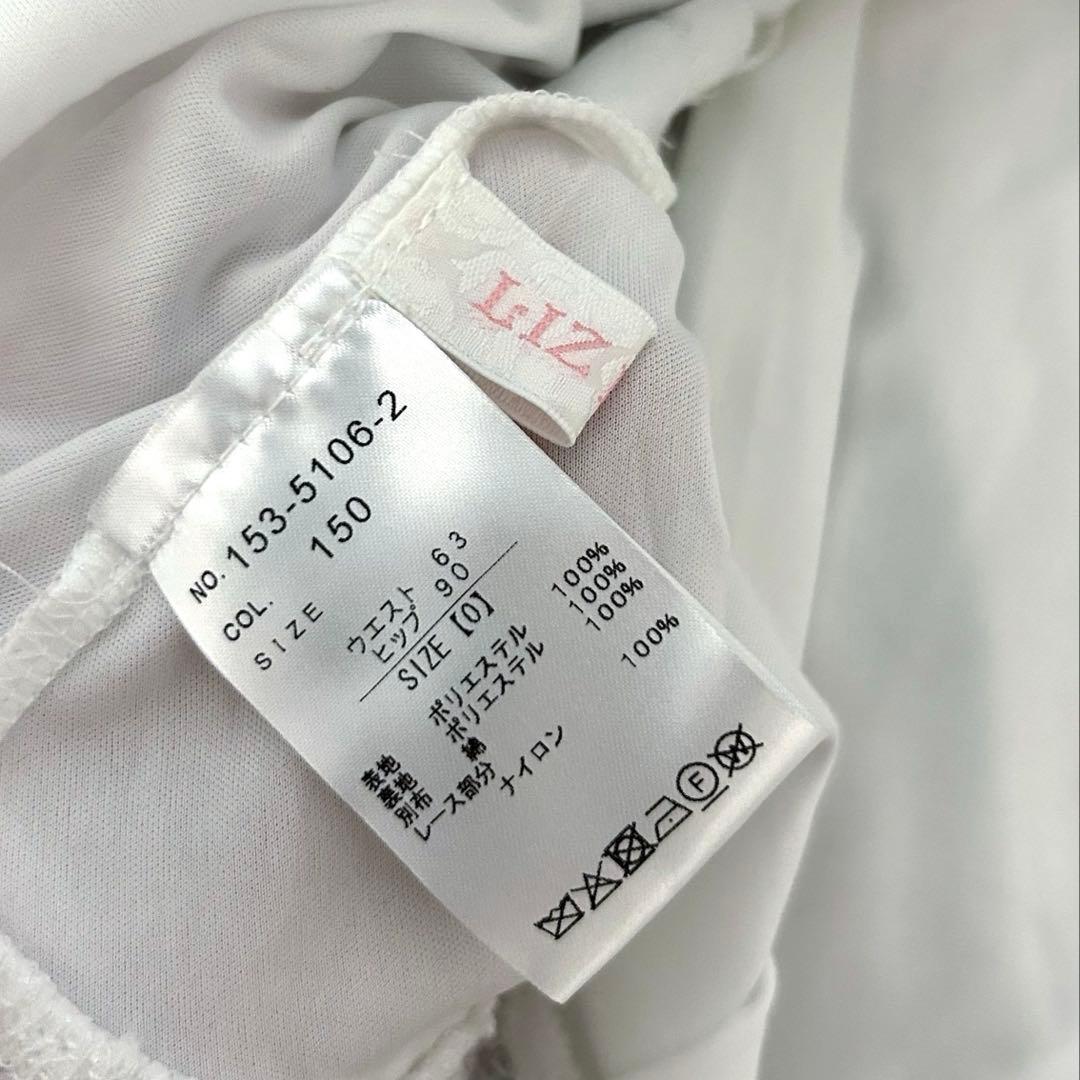 L·IZ
NO. 153-5106-2
COL. 150
SIZE
ウエスト 63
ヒップ 90
SIZE【0】
表地 ポリエステル 100%
裏地 ポリエステル 100%
別布 綿 100%
レース部分
ナイロン 100%
F
W